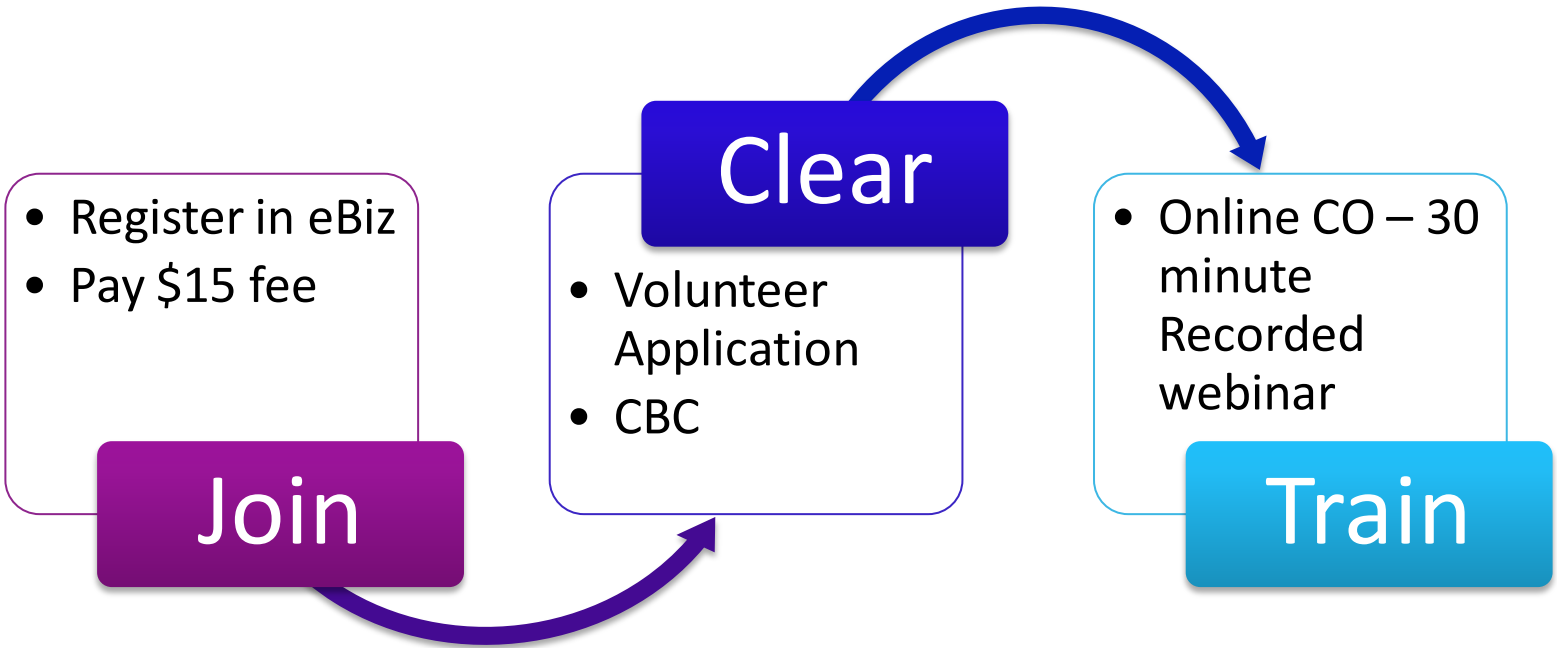 • Register in eBiz
• Pay $15 fee
Join
Clear
• Volunteer
Application
• CBC
• Online CO – 30
minute
Recorded
webinar
Train